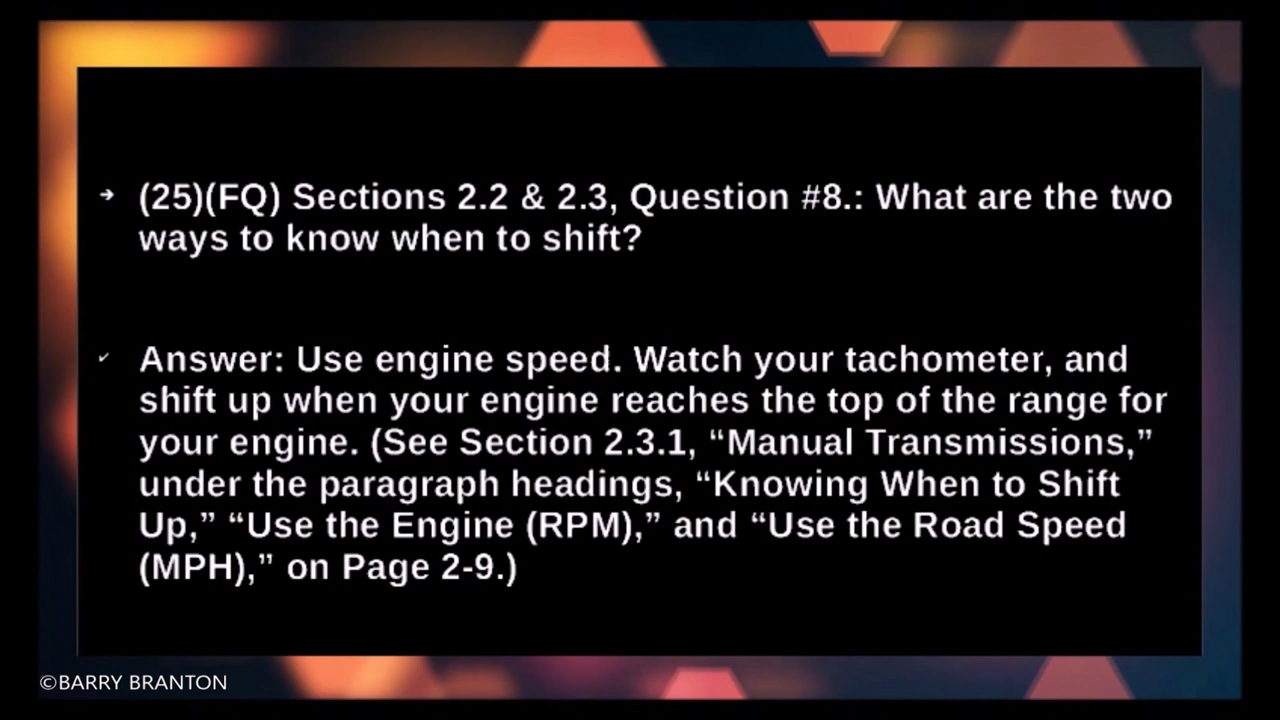 ➔ (25)(FQ) Sections 2.2 & 2.3, Question #8.: What are the two
ways to know when to shift?
✓ Answer: Use engine speed. Watch your tachometer, and
shift up when your engine reaches the top of the range for
your engine. (See Section 2.3.1, “Manual Transmissions,”
under the paragraph headings, “Knowing When to Shift
Up,” “Use the Engine (RPM),” and “Use the Road Speed
(MPH),” on Page 2-9.)
©BARRY BRANTON